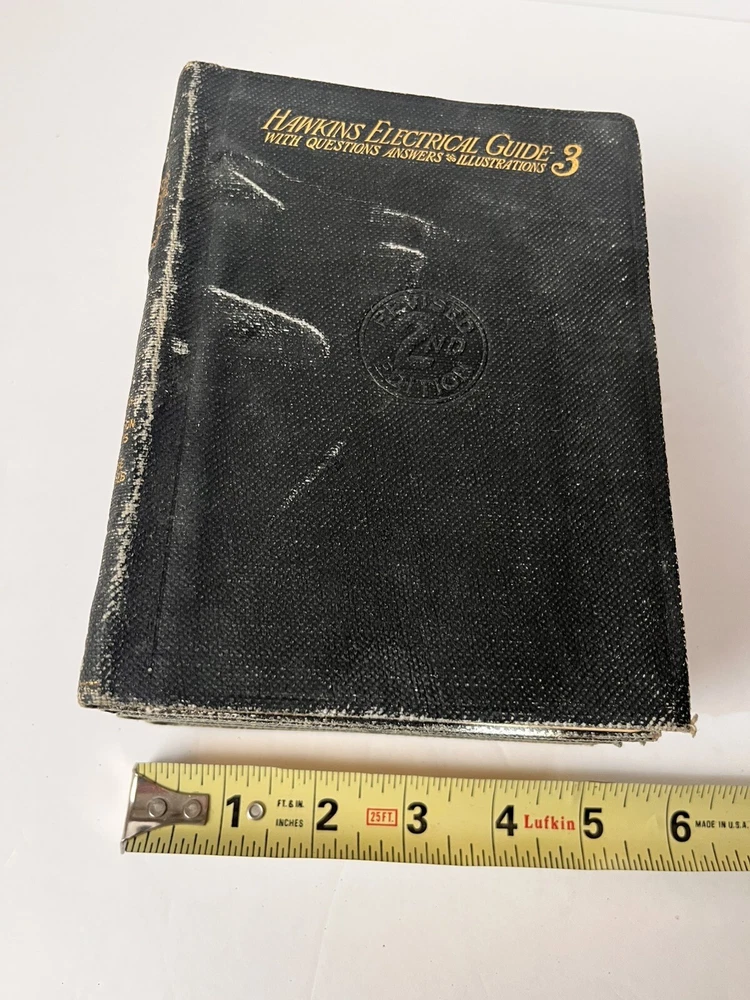 HAWKINS ELECTRICAL GUIDE 3
WITH QUESTIONS ANSWERS & ILLUSTRATIONS
REVISED
2ND
EDITION
1 FT. & IN. INCHES 2 25FT. 3 4 Lufkin 5 6 MADE IN U.S.A.